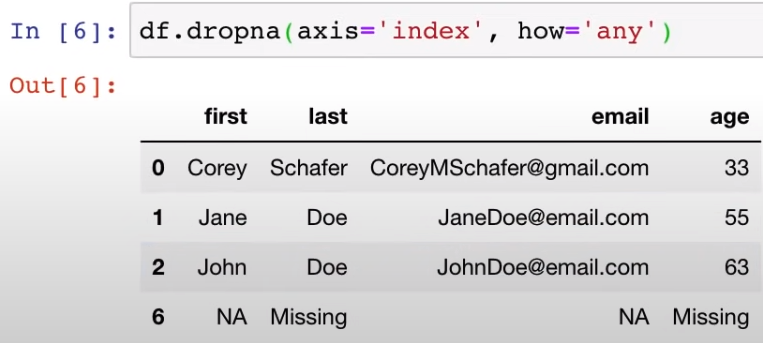 In [6]: df.dropna(axis='index', how='any')
Out[6]:
first last email age
0 Corey Schafer CoreyMSchafer@gmail.com 33
1 Jane Doe JaneDoe@email.com 55
2 John Doe JohnDoe@email.com 63
6 NA Missing NA Missing